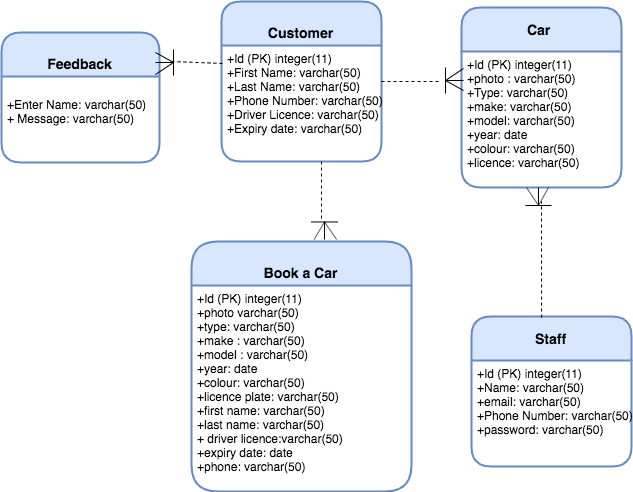 Feedback
+Enter Name: varchar(50)
+ Message: varchar(50)
Customer
+Id (PK) integer(11)
+First Name: varchar(50)
+Last Name: varchar(50)
+Phone Number: varchar(50)
+Driver Licence: varchar(50)
+Expiry date: varchar(50)
Car
+Id (PK) integer(11)
+photo : varchar(50)
+Type: varchar(50)
+make: varchar(50)
+model: varchar(50)
+year: date
+colour: varchar(50)
+licence: varchar(50)
Book a Car
+Id (PK) integer(11)
+photo varchar(50)
+type: varchar(50)
+make : varchar(50)
+model : varchar(50)
+year: date
+colour: varchar(50)
+licence plate: varchar(50)
+first name: varchar(50)
+last name: varchar(50)
+ driver licence:varchar(50)
+expiry date: date
+phone: varchar(50)
Staff
+Id (PK) integer(11)
+Name: varchar(50)
+email: varchar(50)
+Phone Number: varchar(50)
+password: varchar(50)